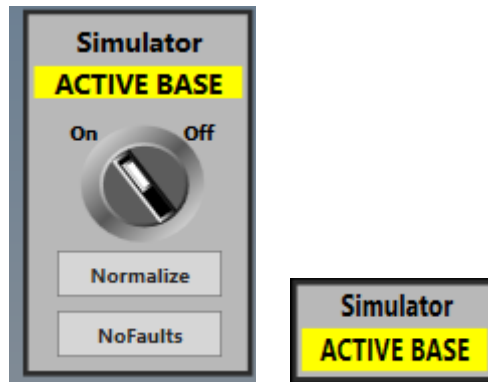 Simulator
ACTIVE BASE
On Off
Normalize
NoFaults
Simulator
ACTIVE BASE